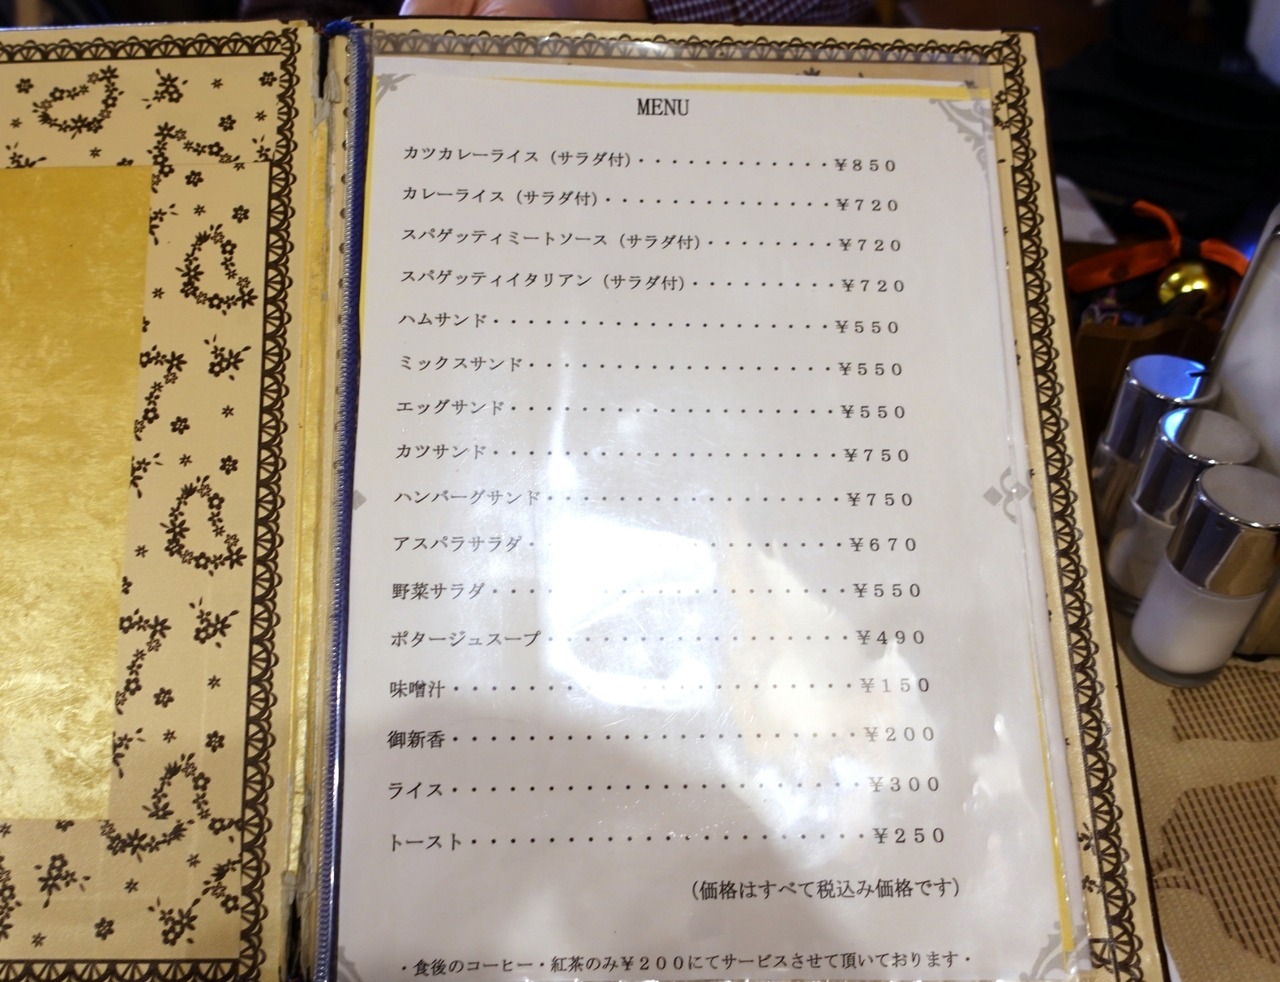 MENU
カツカレーライス（サラダ付）・・・・・・・・・・・・¥８５０
カレーライス（サラダ付）・・・・・・・・・・・・・・¥７２０
スパゲッティミートソース（サラダ付）・・・・・・・・¥７２０
スパゲッティイタリアン（サラダ付）・・・・・・・・・¥７２０
ハムサンド・・・・・・・・・・・・・・・・・・・・¥５５０
ミックスサンド・・・・・・・・・・・・・・・・・・¥５５０
エッグサンド・・・・・・・・・・・・・・・・・・・¥５５０
カツサンド・・・・・・・・・・・・・・・・・・・・¥７５０
ハンバーグサンド・・・・・・・・・・・・・・・・・¥７５０
アスパラサラダ・・・・・・・・・・・・・・・・・・¥６７０
野菜サラダ・・・・・・・・・・・・・・・・・・・・¥５５０
ポタージュスープ・・・・・・・・・・・・・・・・・¥４９０
味噌汁・・・・・・・・・・・・・・・・・・・・・・¥１５０
御新香・・・・・・・・・・・・・・・・・・・・・・¥２００
ライス・・・・・・・・・・・・・・・・・・・・・・¥３００
トースト・・・・・・・・・・・・・・・・・・・・・¥２５０
（価格はすべて税込み価格です）
・食後のコーヒー・紅茶のみ¥２００にてサービスさせて頂いております・